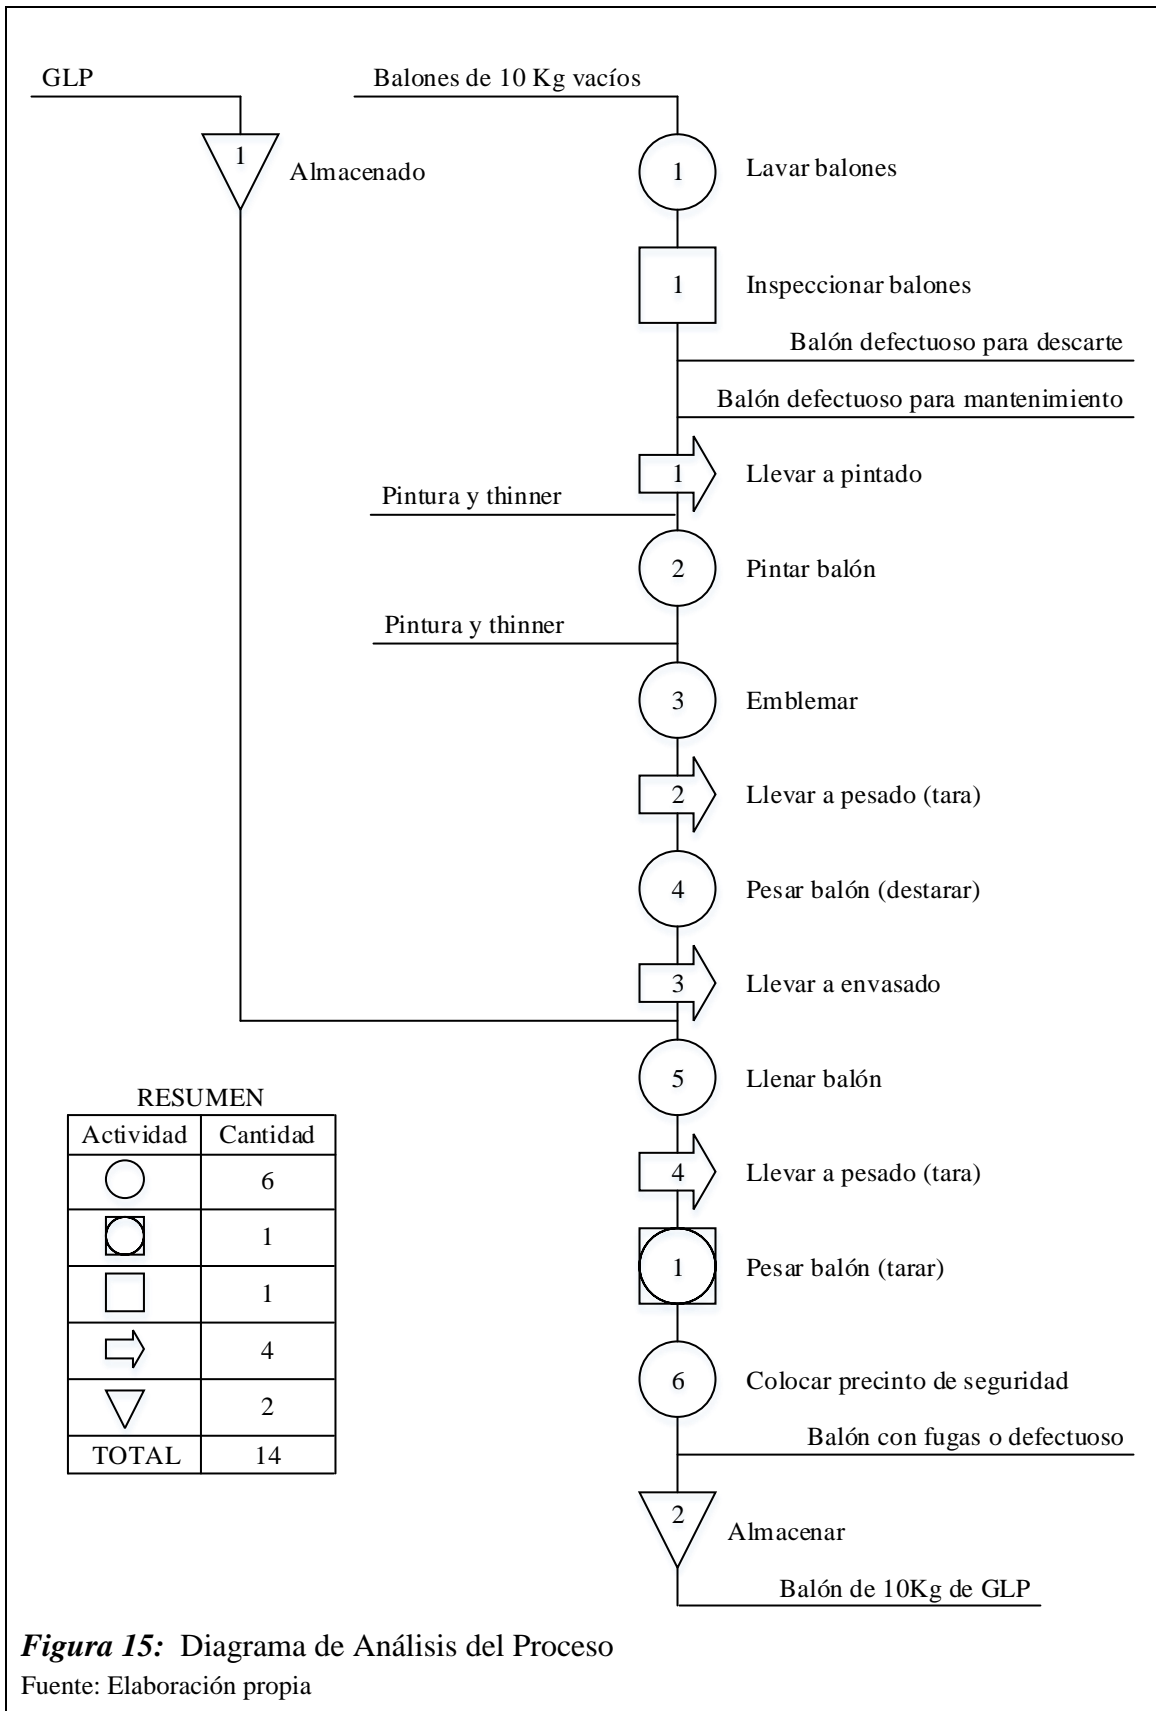 GLP
Balones de 10 Kg vacíos
1
Almacenado
1
Lavar balones
1
Inspeccionar balones
Balón defectuoso para descarte
Balón defectuoso para mantenimiento
1
Llevar a pintado
Pintura y thinner
2
Pintar balón
Pintura y thinner
3
Emblemar
2
Llevar a pesado (tara)
4
Pesar balón (destarar)
3
Llevar a envasado
5
Llenar balón
4
Llevar a pesado (tara)
1
Pesar balón (tarar)
6
Colocar precinto de seguridad
Balón con fugas o defectuoso
2
Almacenar
Balón de 10Kg de GLP
RESUMEN
Actividad Cantidad
6
1
1
4
2
TOTAL 14
Figura 15: Diagrama de Análisis del Proceso
Fuente: Elaboración propia